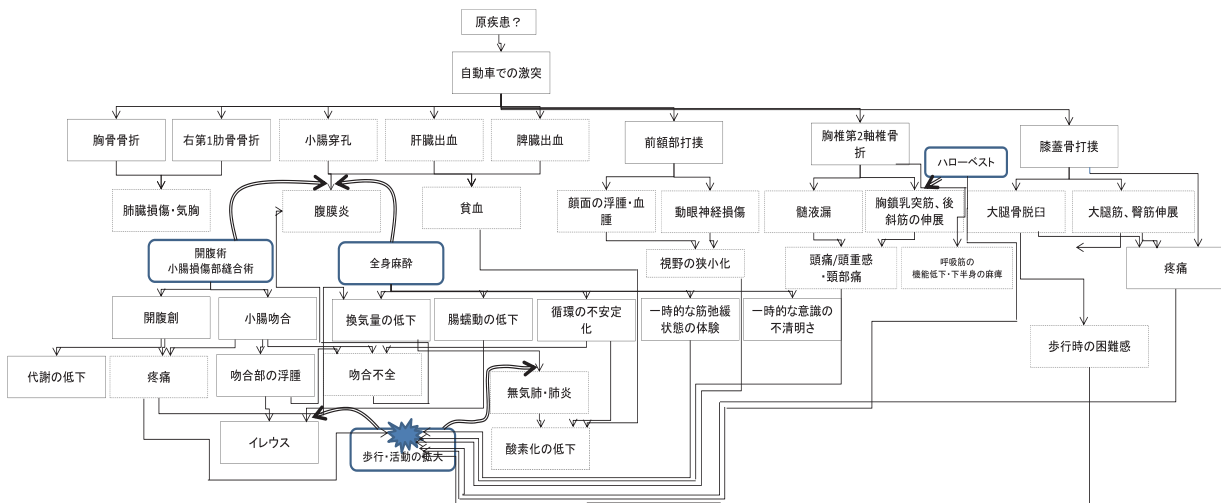 原疾患？
自動車での激突
胸骨骨折
右第1肋骨骨折
小腸穿孔
肝臓出血
脾臓出血
前額部打撲
胸椎第2軸椎骨
折
膝蓋骨打撲
ハローベスト
肺臓損傷・気胸
腹膜炎
貧血
顔面の浮腫・血
腫
動眼神経損傷
髄液漏
胸鎖乳突筋、後
斜筋の伸展
大腿骨脱臼
大腿筋、臀筋伸展
開腹術
小腸損傷部縫合術
全身麻酔
視野の狭小化
頭痛/頭重感
・頸部痛
呼吸筋の
機能低下・下半身の麻痺
疼痛
開腹創
小腸吻合
換気量の低下
腸蠕動の低下
循環の不安定
化
一時的な筋弛緩
状態の体験
一時的な意識の
不清明さ
歩行時の困難感
代謝の低下
疼痛
吻合部の浮腫
吻合不全
無気肺・肺炎
イレウス
歩行・活動の拡大
酸素化の低下